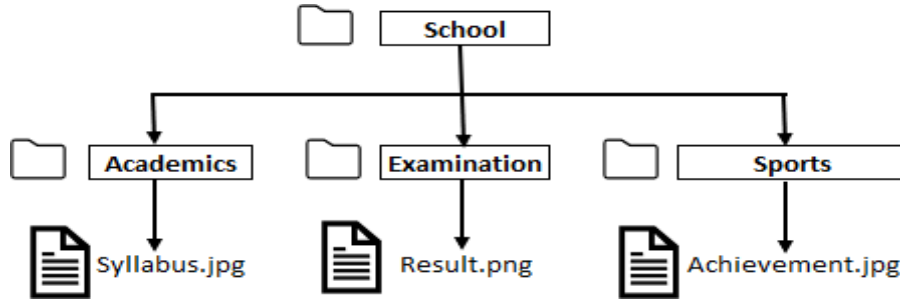 School
Academics
Examination
Sports
Syllabus.jpg
Result.png
Achievement.jpg